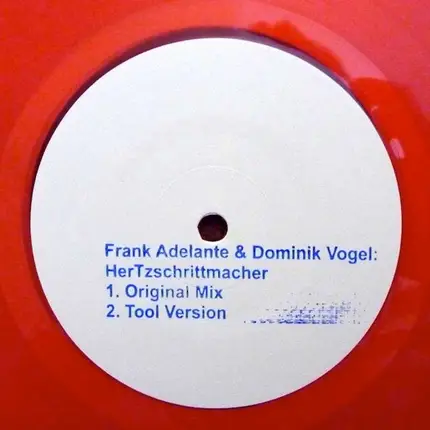 Frank Adelante & Dominik Vogel:
HerTzschrittmacher
1. Original Mix
2. Tool Version